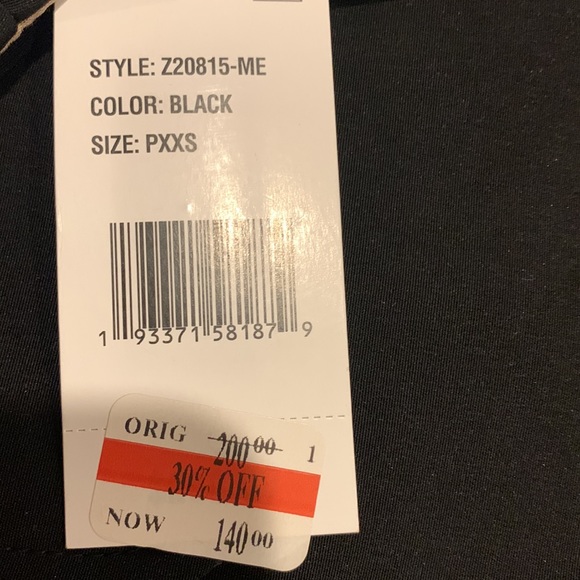 STYLE: Z20815-ME
COLOR: BLACK
SIZE: PXXS
1 93371 58187 9
ORIG 200.00 1
30% OFF
NOW 140.00